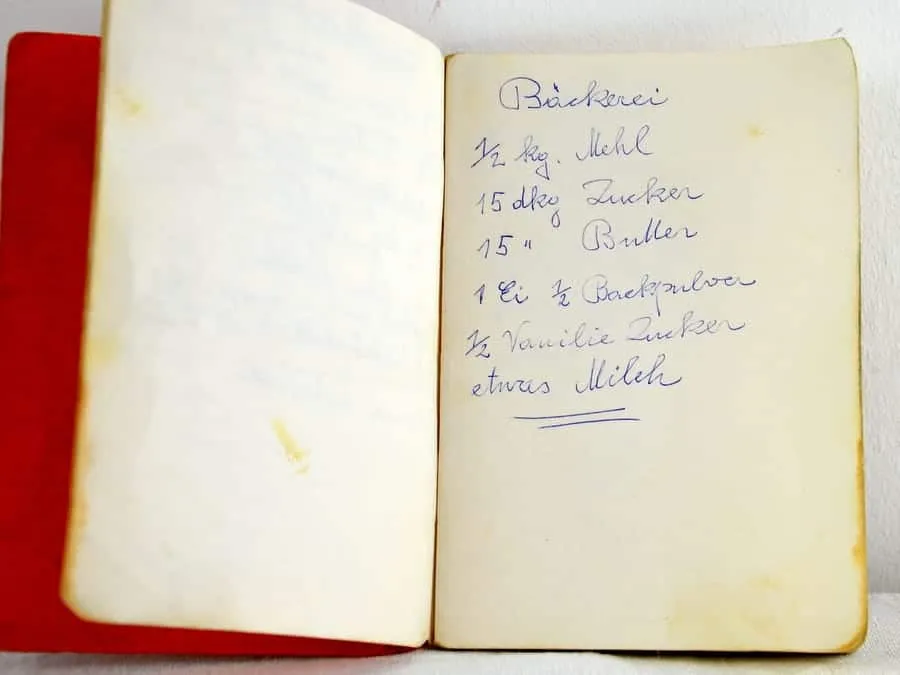 Bäckerei
1/2 kg. Mehl
15 dkg Zucker
15 " Butter
1 Ei 1/2 Backpulver
1/2 Vanilie Zucker
etwas Milch